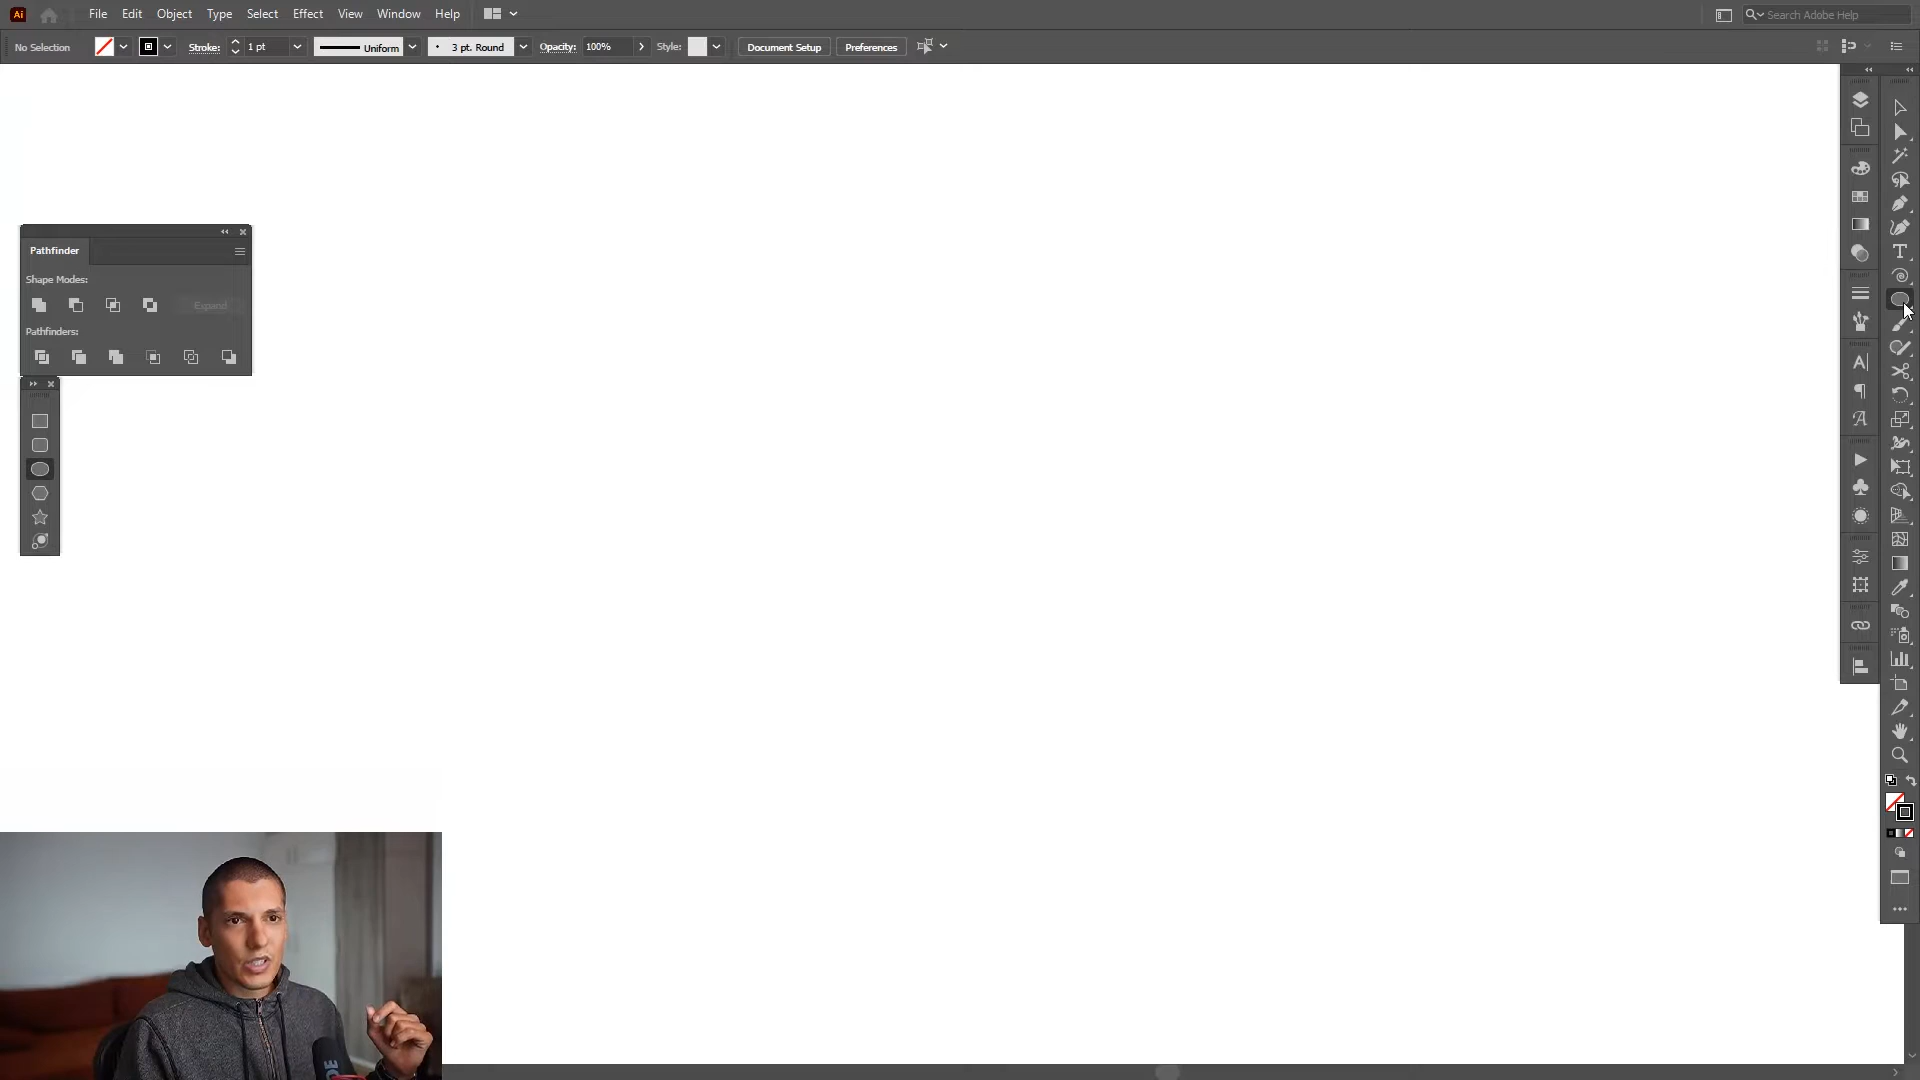 Ai File Edit Object Type Select Effect View Window Help Search Adobe Help
No Selection Stroke: 1 pt Uniform 3 pt. Round Opacity: 100% Style: Document Setup Preferences
Pathfinder
Shape Modes:
Expand
Pathfinders: